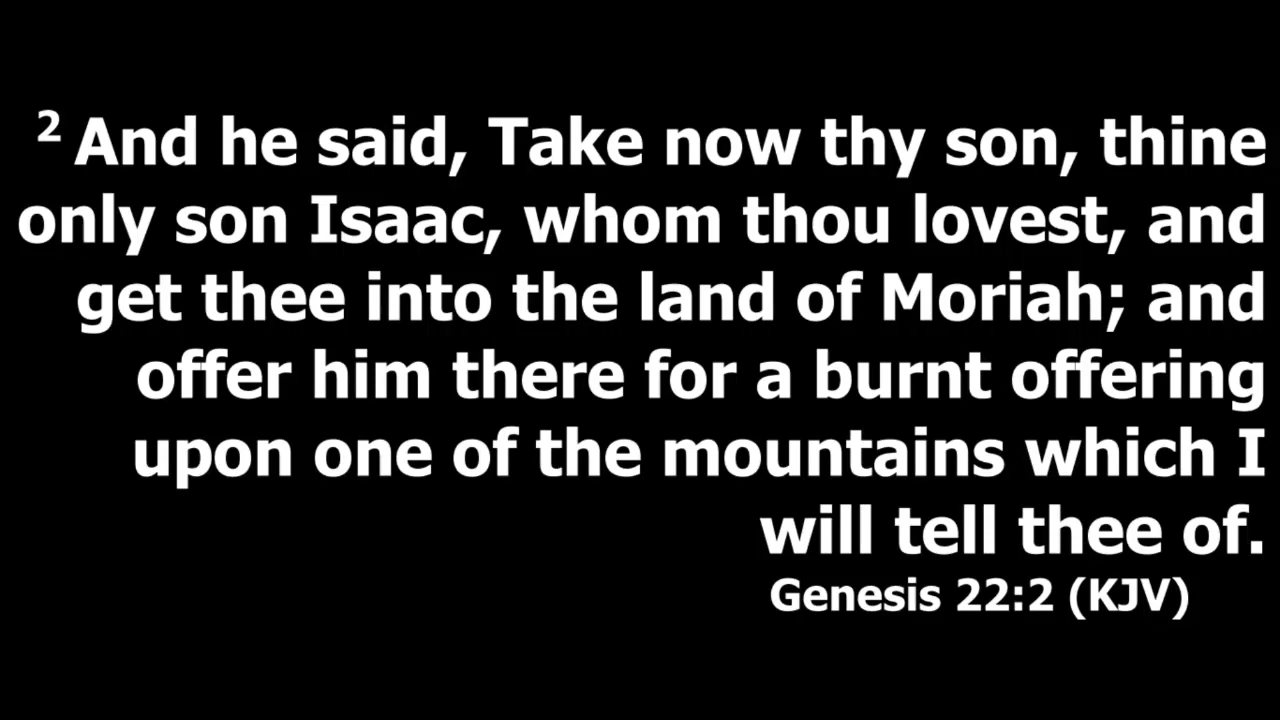 2 And he said, Take now thy son, thine
only son Isaac, whom thou lovest, and
get thee into the land of Moriah; and
offer him there for a burnt offering
upon one of the mountains which I
will tell thee of.
Genesis 22:2 (KJV)